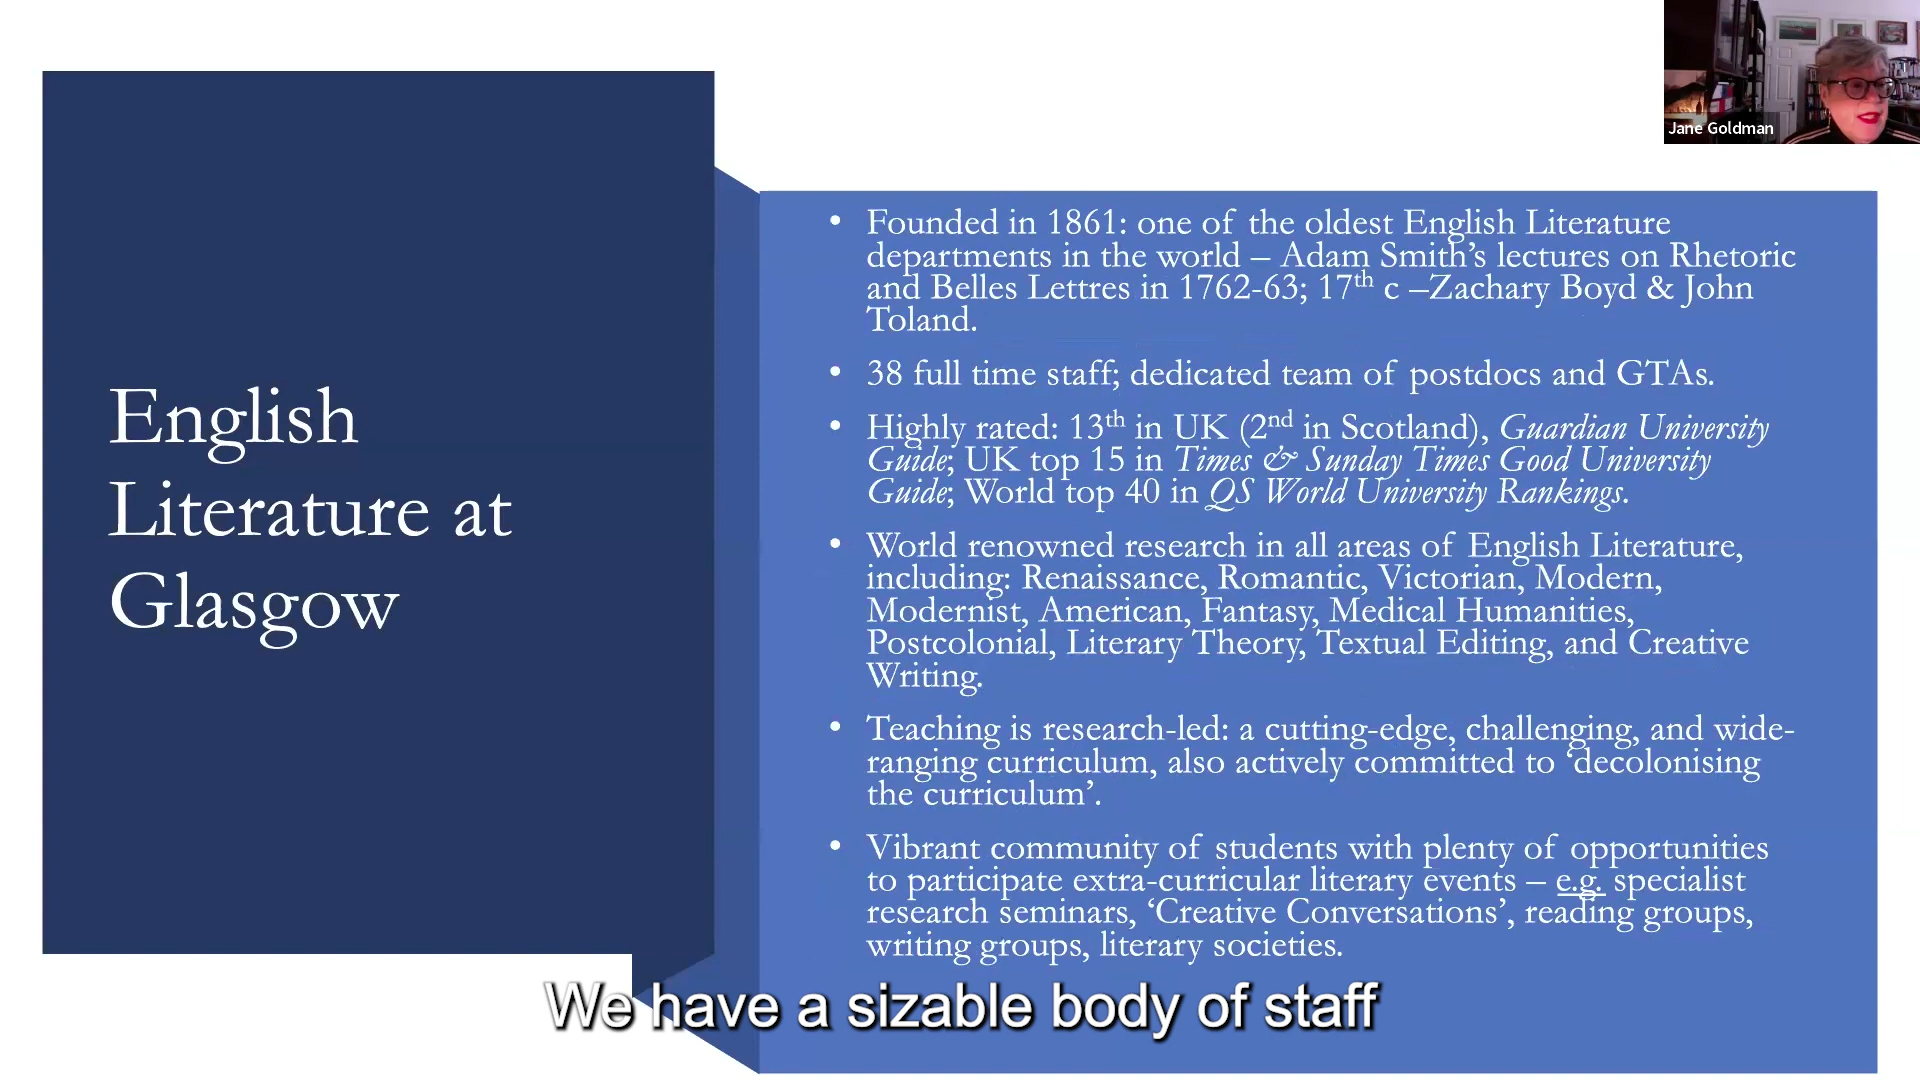 Jane Goldman
English
Literature at
Glasgow
• Founded in 1861: one of the oldest English Literature
departments in the world – Adam Smith’s lectures on Rhetoric
and Belles Lettres in 1762-63; 17th c –Zachary Boyd & John
Toland.
• 38 full time staff; dedicated team of postdocs and GTAs.
• Highly rated: 13th in UK (2nd in Scotland), Guardian University
Guide; UK top 15 in Times & Sunday Times Good University
Guide; World top 40 in QS World University Rankings.
• World renowned research in all areas of English Literature,
including: Renaissance, Romantic, Victorian, Modern,
Modernist, American, Fantasy, Medical Humanities,
Postcolonial, Literary Theory, Textual Editing, and Creative
Writing.
• Teaching is research-led: a cutting-edge, challenging, and wide-
ranging curriculum, also actively committed to ‘decolonising
the curriculum’.
• Vibrant community of students with plenty of opportunities
to participate extra-curricular literary events – e.g. specialist
research seminars, ‘Creative Conversations’, reading groups,
writing groups, literary societies.
We have a sizable body of staff